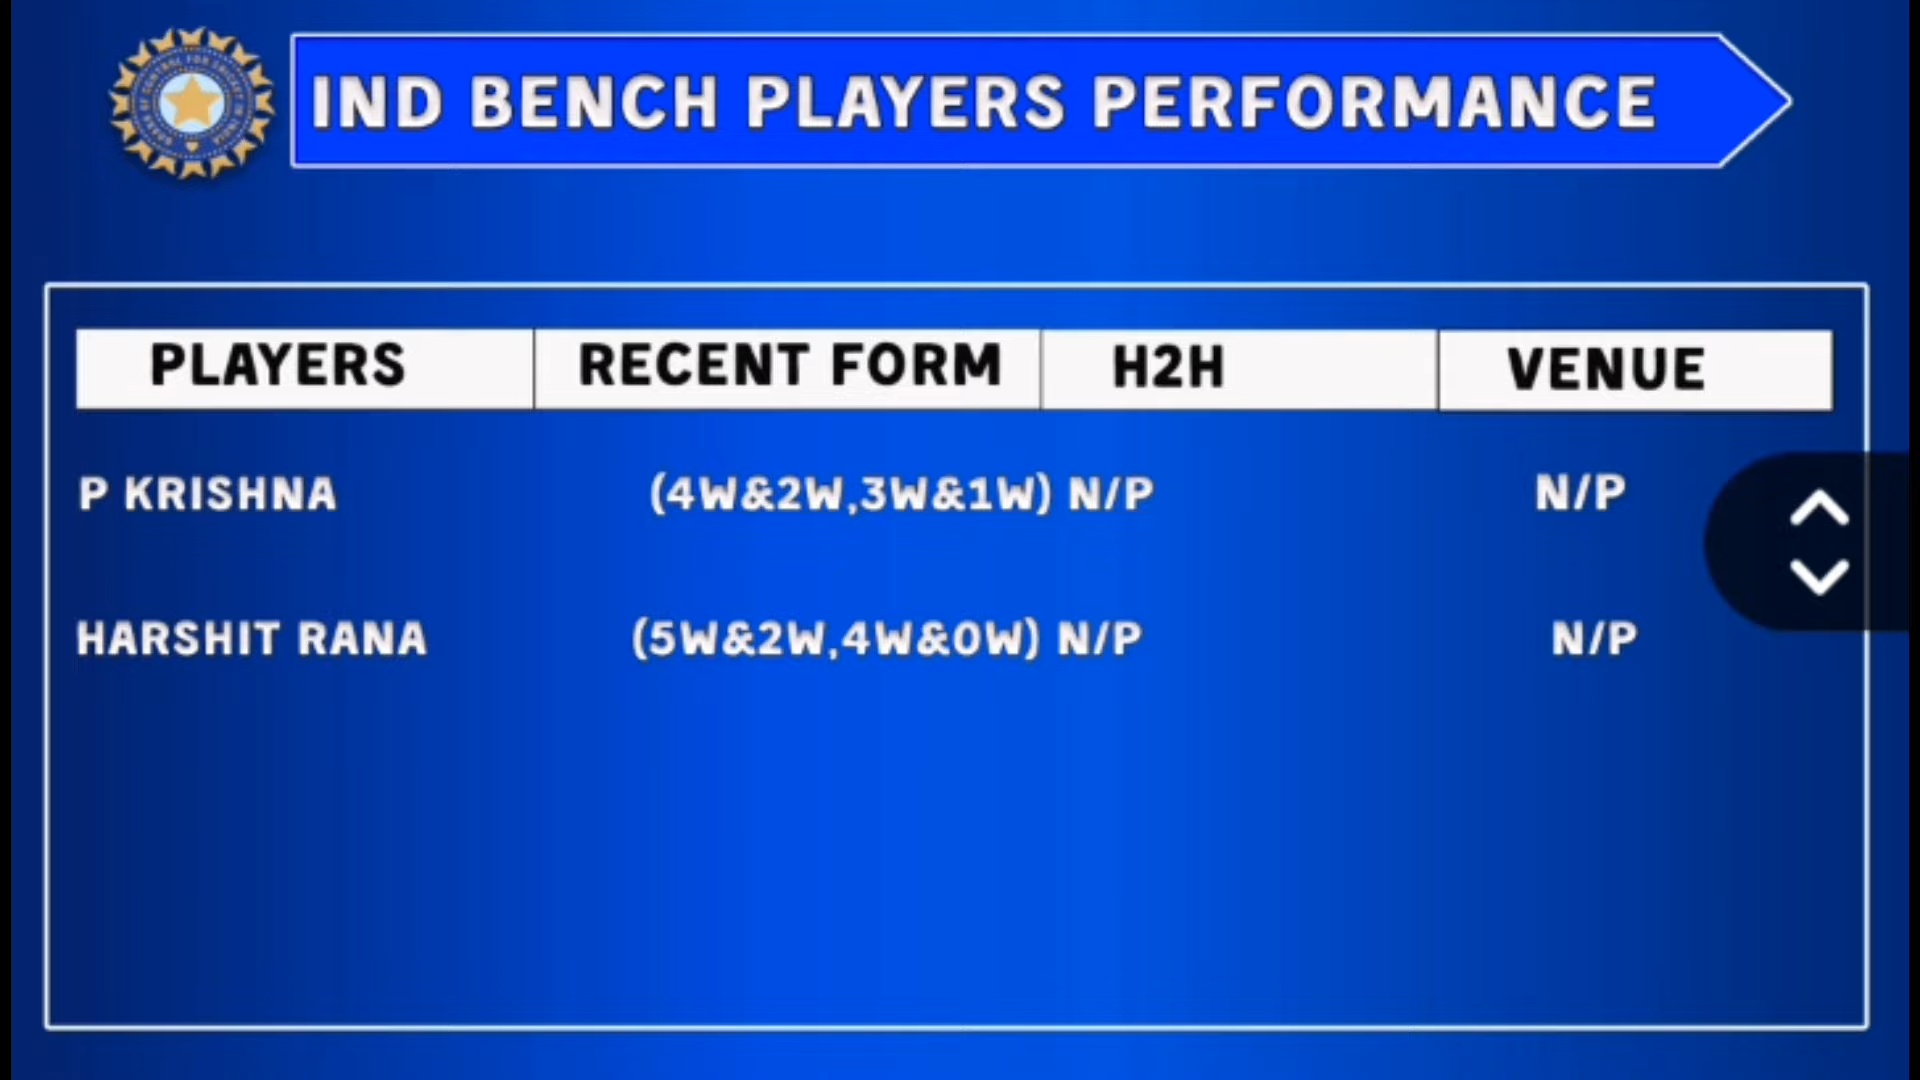 IND BENCH PLAYERS PERFORMANCE
PLAYERS RECENT FORM H2H VENUE
P KRISHNA (4W&2W,3W&1W) N/P N/P
HARSHIT RANA (5W&2W,4W&0W) N/P N/P